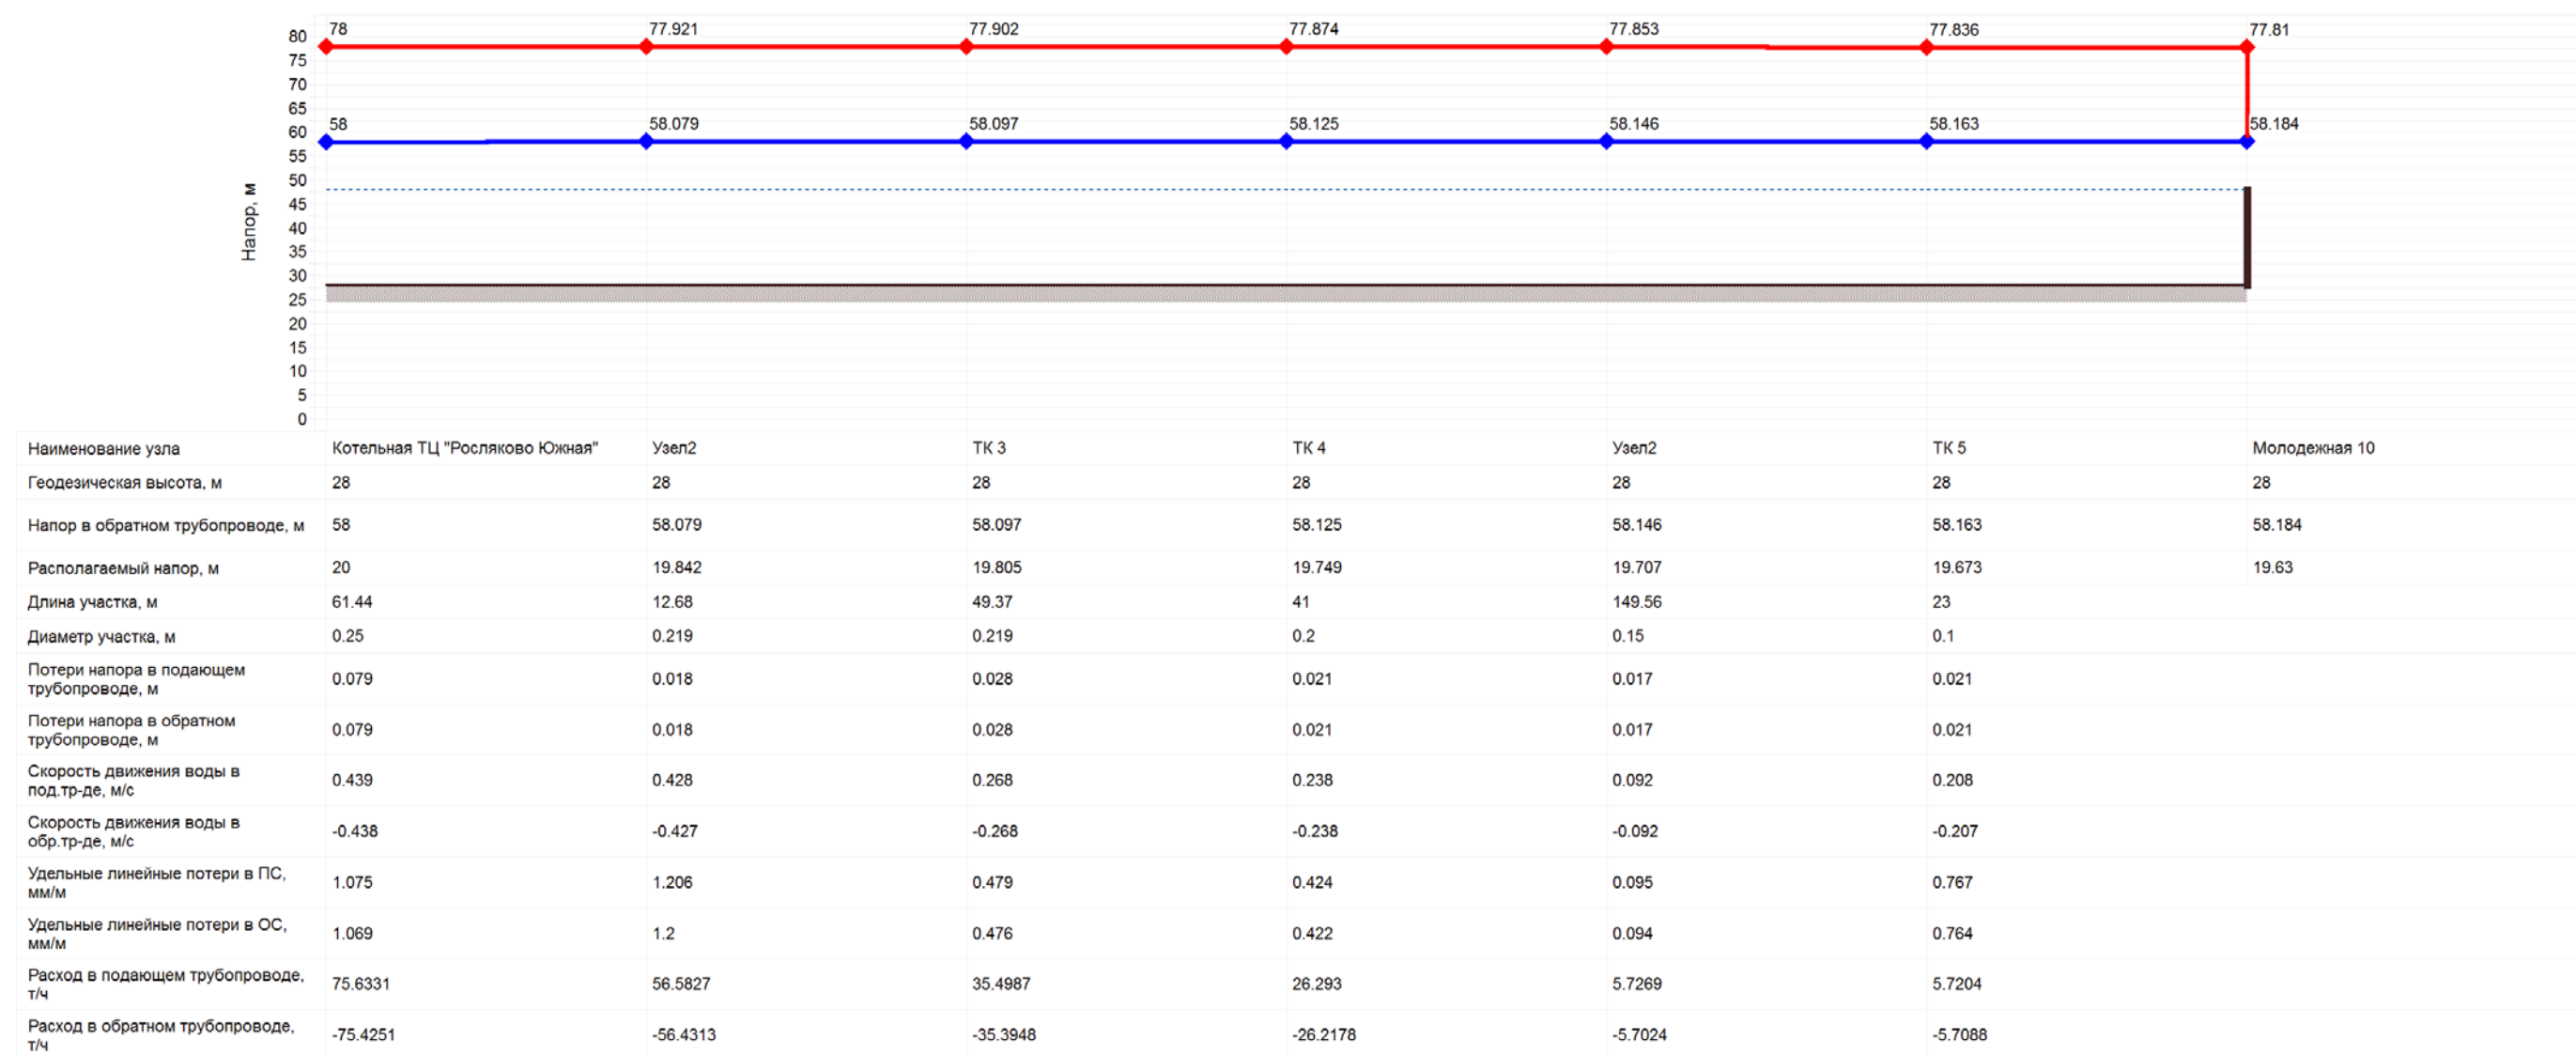 78 77.921 77.902 77.874 77.853 77.836 77.81
80
75
70
65
60
55
50
45
40
35
30
25
20
15
10
5
0
Напор, м
58 58.079 58.097 58.125 58.146 58.163 58.184
Наименование узла Котельная ТЦ "Росляково Южная" Узел2 ТК 3 ТК 4 Узел2 ТК 5 Молодежная 10
Геодезическая высота, м 28 28 28 28 28 28 28
Напор в обратном трубопроводе, м 58 58.079 58.097 58.125 58.146 58.163 58.184
Располагаемый напор, м 20 19.842 19.805 19.749 19.707 19.673 19.63
Длина участка, м 61.44 12.68 49.37 41 149.56 23
Диаметр участка, м 0.25 0.219 0.219 0.2 0.15 0.1
Потери напора в подающем
трубопроводе, м 0.079 0.018 0.028 0.021 0.017 0.021
Потери напора в обратном
трубопроводе, м 0.079 0.018 0.028 0.021 0.017 0.021
Скорость движения воды в
под.тр-де, м/с 0.439 0.428 0.268 0.238 0.092 0.208
Скорость движения воды в
обр.тр-де, м/с -0.438 -0.427 -0.268 -0.238 -0.092 -0.207
Удельные линейные потери в ПС,
мм/м 1.075 1.206 0.479 0.424 0.095 0.767
Удельные линейные потери в ОС,
мм/м 1.069 1.2 0.476 0.422 0.094 0.764
Расход в подающем трубопроводе,
т/ч 75.6331 56.5827 35.4987 26.293 5.7269 5.7204
Расход в обратном трубопроводе,
т/ч -75.4251 -56.4313 -35.3948 -26.2178 -5.7024 -5.7088